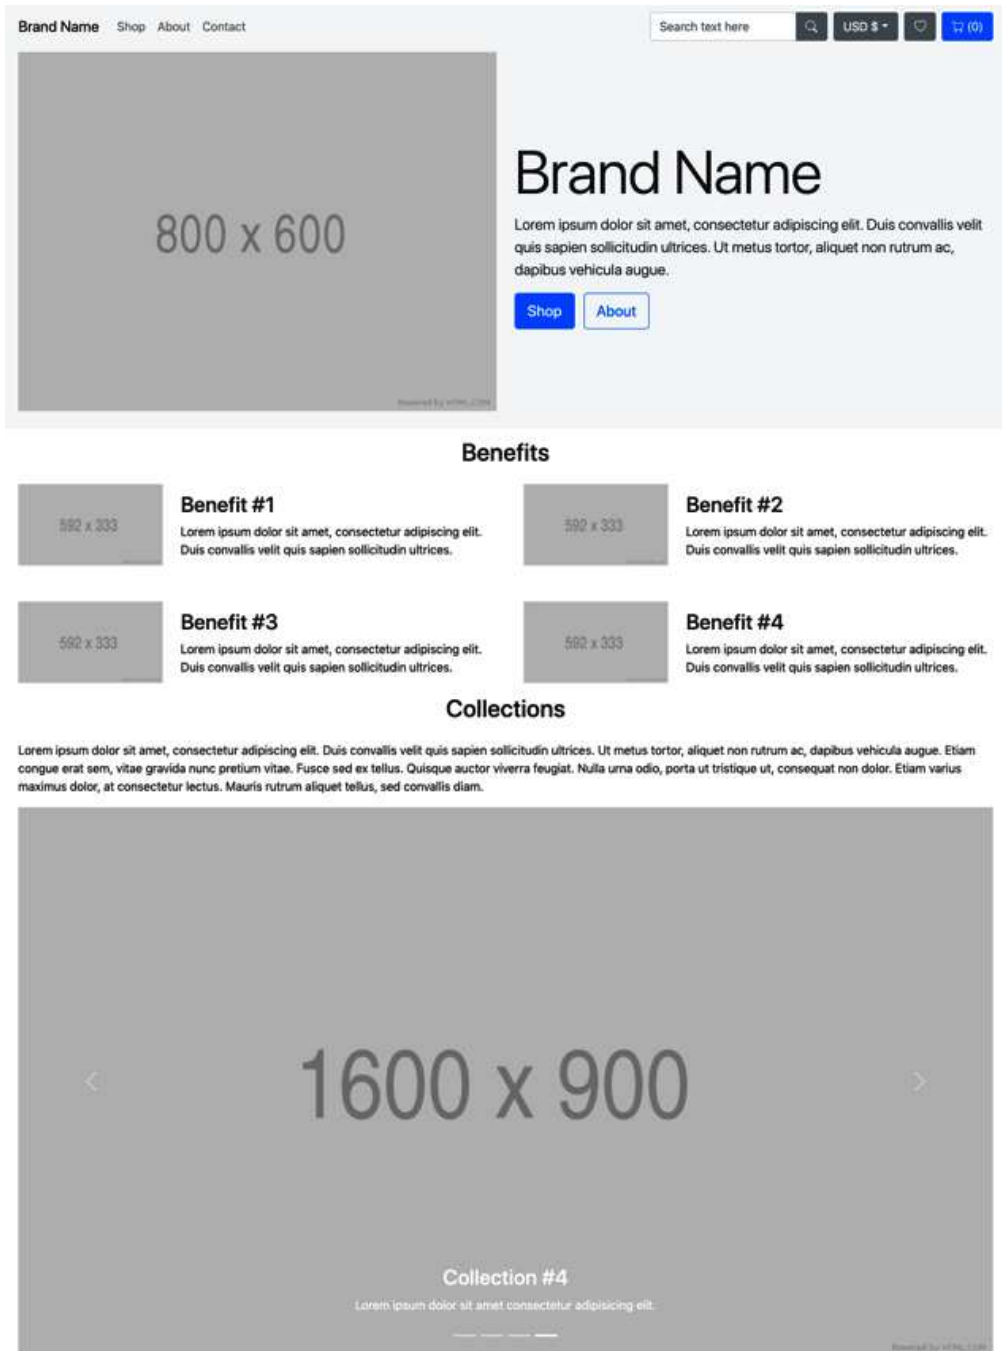 Brand Name Shop About Contact Search text here USD $ (0)
800 x 600
Powered by HTML.COM
Brand Name
Lorem ipsum dolor sit amet, consectetur adipiscing elit. Duis convallis velit
quis sapien sollicitudin ultrices. Ut metus tortor, aliquet non rutrum ac,
dapibus vehicula augue.
Shop About
Benefits
592 x 333
Benefit #1
Lorem ipsum dolor sit amet, consectetur adipiscing elit.
Duis convallis velit quis sapien sollicitudin ultrices.
592 x 333
Benefit #2
Lorem ipsum dolor sit amet, consectetur adipiscing elit.
Duis convallis velit quis sapien sollicitudin ultrices.
592 x 333
Benefit #3
Lorem ipsum dolor sit amet, consectetur adipiscing elit.
Duis convallis velit quis sapien sollicitudin ultrices.
592 x 333
Benefit #4
Lorem ipsum dolor sit amet, consectetur adipiscing elit.
Duis convallis velit quis sapien sollicitudin ultrices.
Collections
Lorem ipsum dolor sit amet, consectetur adipiscing elit. Duis convallis velit quis sapien sollicitudin ultrices. Ut metus tortor, aliquet non rutrum ac, dapibus vehicula augue. Etiam
congue erat sem, vitae gravida nunc pretium vitae. Fusce sed ex tellus. Quisque auctor viverra feugiat. Nulla urna odio, porta ut tristique ut, consequat non dolor. Etiam varius
maximus dolor, at consectetur lectus. Mauris rutrum aliquet tellus, sed convallis diam.
1600 x 900
Collection #4
Lorem ipsum dolor sit amet consectetur adipisicing elit.
Powered by HTML.COM